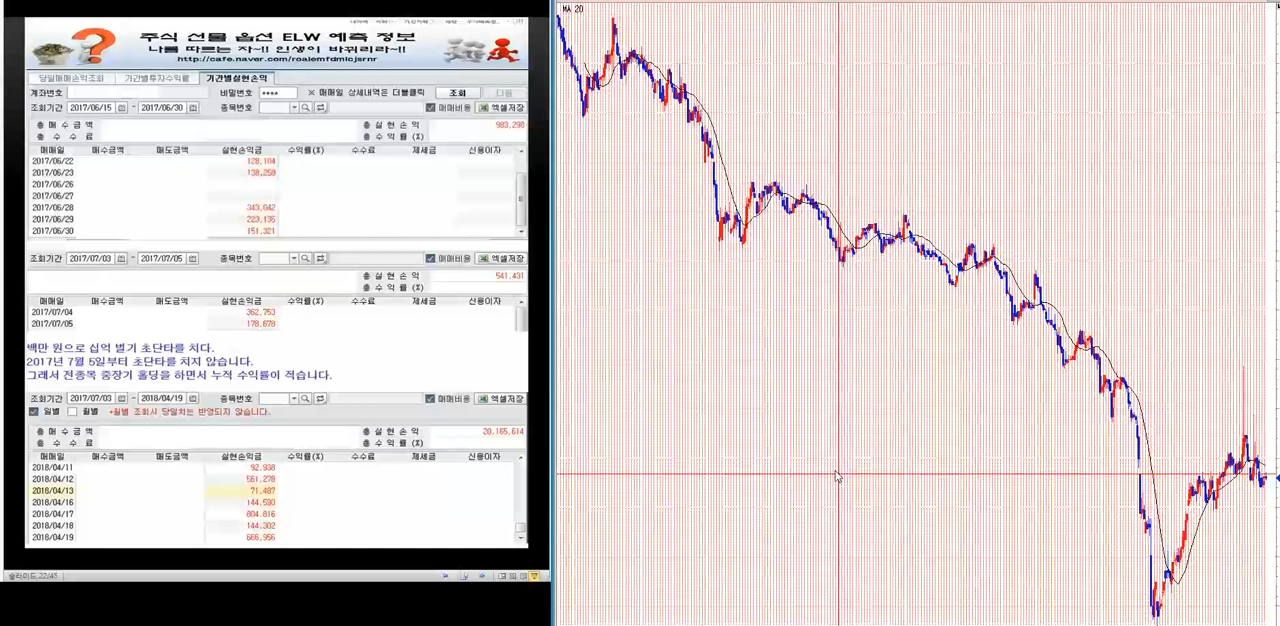 주식 선물 옵션 ELW 예측 정보
나를 따르는 자~!! 인생이 바뀌리라~!!
http://cafe.naver.com/roalemfdmlcjsrnr
당일매매손익조회 기간별투자수익률 기간별실현손익
계좌번호 비밀번호 **** ※ 매매일 상세내역은 더블클릭 조회 다음
조회기간 2017/06/15 ~ 2017/06/30 종목번호 매매비용 엑셀저장
총 매 수 금 액 총 실 현 손 익 983,298
총 수 수 료 총 수 익 률 (%)
매매일 매수금액 매도금액 실현손익금 수익률(%) 수수료 제세금 신용이자
2017/06/22 128,104
2017/06/23 138,250
2017/06/26
2017/06/27
2017/06/28 343,042
2017/06/29 223,135
2017/06/30 151,321
조회기간 2017/07/03 ~ 2017/07/05 종목번호 매매비용 엑셀저장
총 실 현 손 익 541,431
총 수 익 률 (%)
매매일 매수금액 매도금액 실현손익금 수익률(%) 수수료 제세금 신용이자
2017/07/04 362,753
2017/07/05 178,678
백만 원으로 십억 벌기 초단타를 치다.
2017년 7월 5일부터 초단타를 치지 않습니다.
그래서 전종목 중장기 홀딩을 하면서 누적 수익률이 적습니다.
조회기간 2017/07/03 ~ 2018/04/19 종목번호 매매비용 엑셀저장
일별 월별 *월별 조회시 당일치는 반영되지 않습니다.
총 매 수 금 액 총 실 현 손 익 20,165,614
총 수 수 료 총 수 익 률 (%)
매매일 매수금액 매도금액 실현손익금 수익률(%) 수수료 제세금 신용이자
2018/04/11 92,938
2018/04/12 561,278
2018/04/13 71,487
2018/04/16 144,590
2018/04/17 804,816
2018/04/18 144,302
2018/04/19 666,956
슬라이드 22/45
MA 20